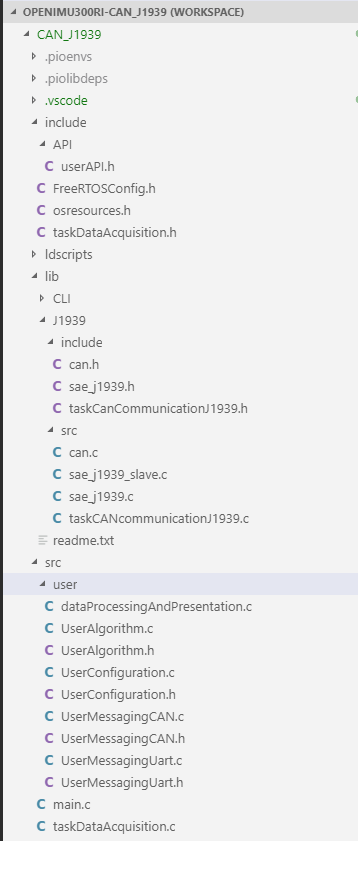 OPENIMU300RI-CAN_J1939 (WORKSPACE)
CAN_J1939
.pioenvs
.piolibdeps
.vscode
include
API
C userAPI.h
C FreeRTOSConfig.h
C osresources.h
C taskDataAcquisition.h
ldscripts
lib
CLI
J1939
include
C can.h
C sae_j1939.h
C taskCanCommunicationJ1939.h
src
C can.c
C sae_j1939_slave.c
C sae_j1939.c
C taskCANcommunicationJ1939.c
readme.txt
src
user
C dataProcessingAndPresentation.c
C UserAlgorithm.c
C UserAlgorithm.h
C UserConfiguration.c
C UserConfiguration.h
C UserMessagingCAN.c
C UserMessagingCAN.h
C UserMessagingUart.c
C UserMessagingUart.h
C main.c
C taskDataAcquisition.c